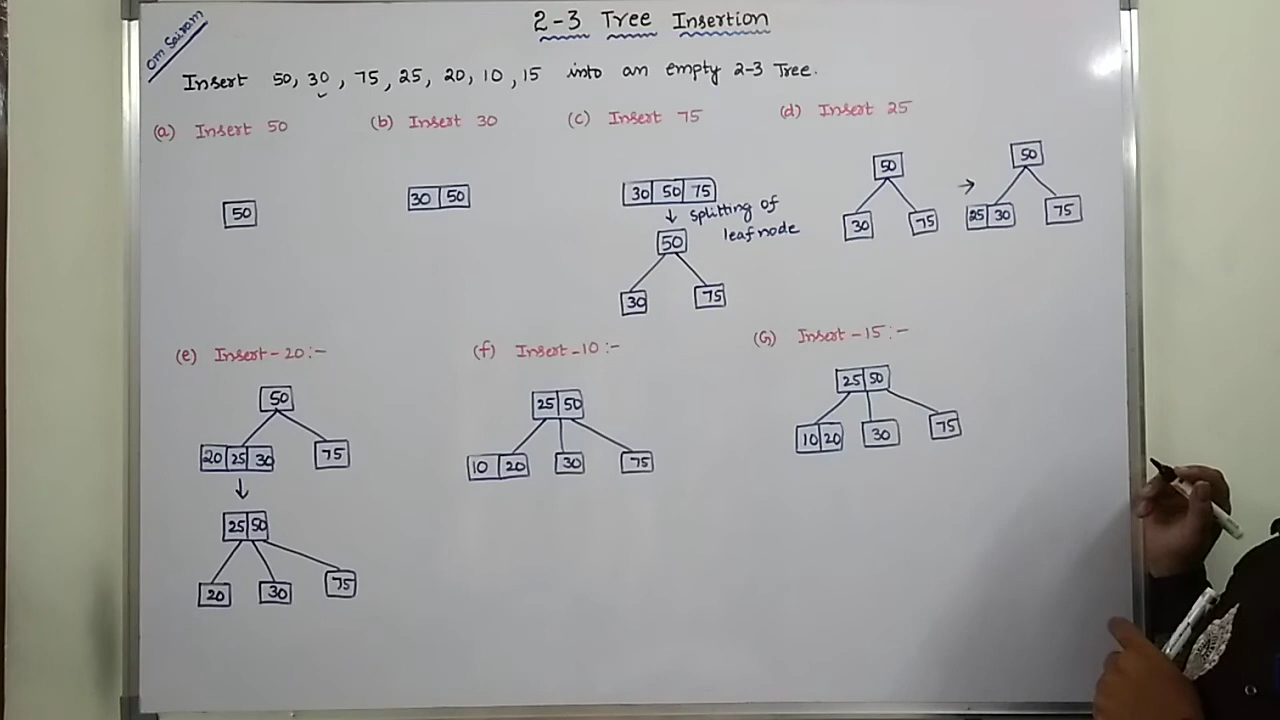 om Sairam
2-3 Tree Insertion
Insert 50, 30, 75, 25, 20, 10, 15 into an empty 2-3 Tree.
(a) Insert 50
50
(b) Insert 30
30 50
(c) Insert 75
30 50 75
↓ splitting of
leaf node
50
30 75
(d) Insert 25
50 → 50
30 75 25 30 75
(e) Insert-20:-
50
20 25 30 75
↓
25 50
20 30 75
(f) Insert-10:-
25 50
10 20 30 75
(G) Insert-15:-
25 50
10 20 30 75